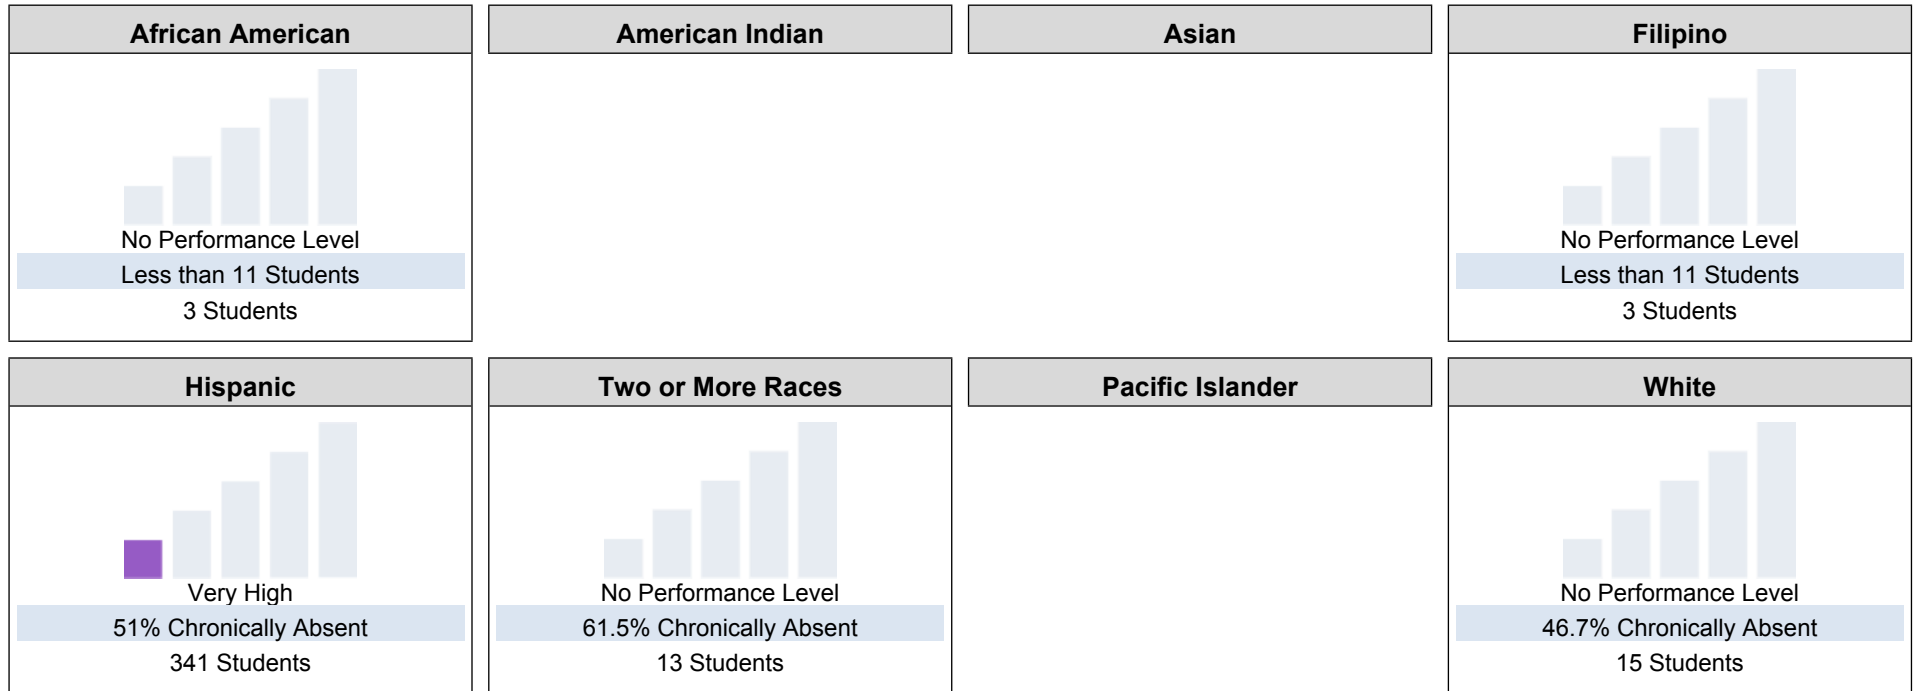 African American
No Performance Level
Less than 11 Students
3 Students
American Indian
Asian
Filipino
No Performance Level
Less than 11 Students
3 Students
Hispanic
Very High
51% Chronically Absent
341 Students
Two or More Races
No Performance Level
61.5% Chronically Absent
13 Students
Pacific Islander
White
No Performance Level
46.7% Chronically Absent
15 Students